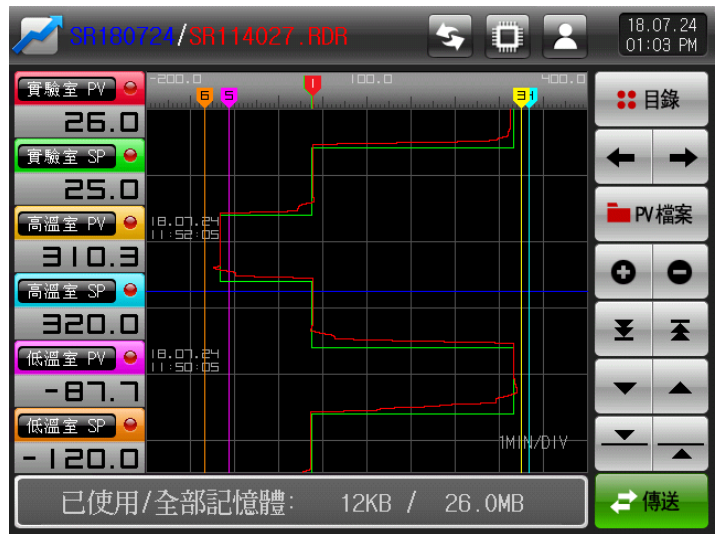 SR180724/SR114027.RDR
18.07.24
01:03 PM
實驗室 PV
26.0
實驗室 SP
25.0
高溫室 PV
310.3
高溫室 SP
320.0
低溫室 PV
-87.7
低溫室 SP
-120.0
-200.0 100.0 400.0
6 5 1 3
18.07.24
11:52:05
18.07.24
11:50:05
1MIN/DIV
目錄
PV檔案
傳送
已使用/全部記憶體: 12KB / 26.0MB